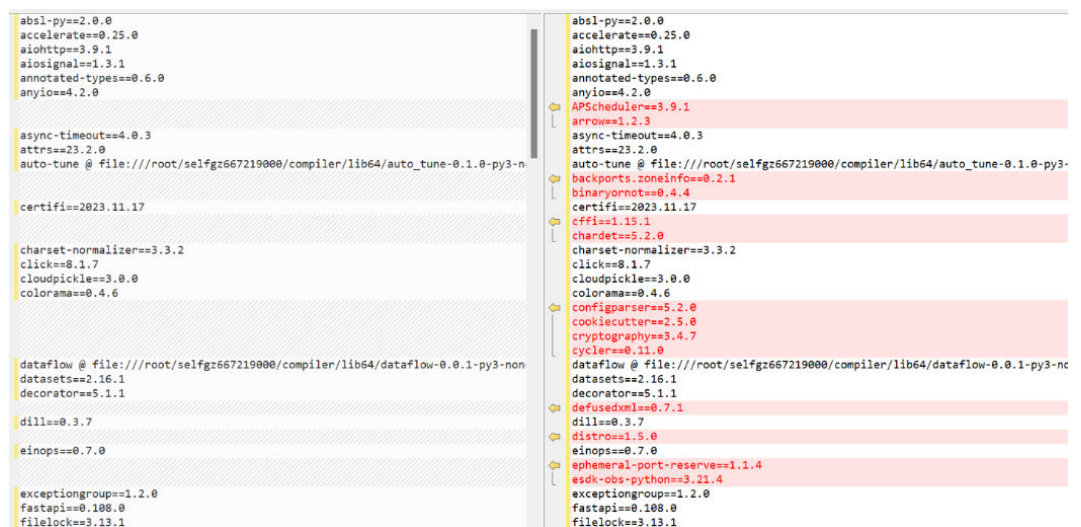 absl-py==2.0.0
accelerate==0.25.0
aiohttp==3.9.1
aiosignal==1.3.1
annotated-types==0.6.0
anyio==4.2.0
async-timeout==4.0.3
attrs==23.2.0
auto-tune @ file:///root/selfgz667219000/compiler/lib64/auto_tune-0.1.0-py3-no
certifi==2023.11.17
charset-normalizer==3.3.2
click==8.1.7
cloudpickle==3.0.0
colorama==0.4.6
dataflow @ file:///root/selfgz667219000/compiler/lib64/dataflow-0.0.1-py3-non
datasets==2.16.1
decorator==5.1.1
dill==0.3.7
einops==0.7.0
exceptiongroup==1.2.0
fastapi==0.108.0
filelock==3.13.1
absl-py==2.0.0
accelerate==0.25.0
aiohttp==3.9.1
aiosignal==1.3.1
annotated-types==0.6.0
anyio==4.2.0
APScheduler==3.9.1
arrow==1.2.3
async-timeout==4.0.3
attrs==23.2.0
auto-tune @ file:///root/selfgz667219000/compiler/lib64/auto_tune-0.1.0-py3-
backports.zoneinfo==0.2.1
binaryornot==0.4.4
certifi==2023.11.17
cffi==1.15.1
chardet==5.2.0
charset-normalizer==3.3.2
click==8.1.7
cloudpickle==3.0.0
colorama==0.4.6
configparser==5.2.0
cookiecutter==2.5.0
cryptography==3.4.7
cycler==0.11.0
dataflow @ file:///root/selfgz667219000/compiler/lib64/dataflow-0.0.1-py3-no
datasets==2.16.1
decorator==5.1.1
defusedxml==0.7.1
dill==0.3.7
distro==1.5.0
einops==0.7.0
ephemeral-port-reserve==1.1.4
esdk-obs-python==3.21.4
exceptiongroup==1.2.0
fastapi==0.108.0
filelock==3.13.1